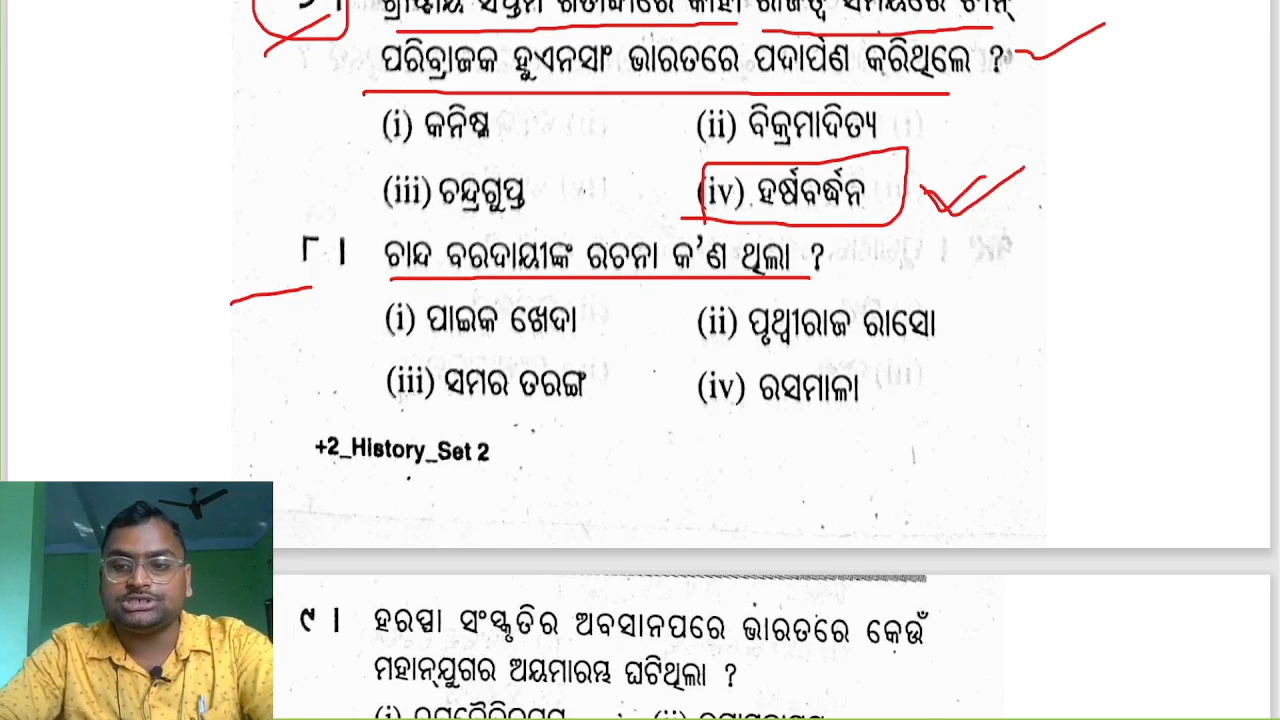 ପରିବ୍ରାଜକ ହୁଏନସାଂ ଭାରତରେ ପଦାର୍ପଣ କରିଥିଲେ ?
(i) କନିଷ୍କ (ii) ବିକ୍ରମାଦିତ୍ୟ
(iii) ଚନ୍ଦ୍ରଗୁପ୍ତ (iv) ହର୍ଷବର୍ଦ୍ଧନ
୮ । ଚାନ୍ଦ ବରଦାୟୀଙ୍କ ରଚନା କ'ଣ ଥିଲା ?
(i) ପାଇକ ଖେଦା (ii) ପୃଥ୍ୱୀରାଜ ରାସୋ
(iii) ସମର ତରଙ୍ଗ (iv) ରସମାଳା
+2_History_Set 2
୯ । ହରପ୍ପା ସଂସ୍କୃତିର ଅବସାନପରେ ଭାରତରେ କେଉଁ
ମହାନ୍‌ଯୁଗର ଅୟମାରମ୍ଭ ଘଟିଥିଲା ?